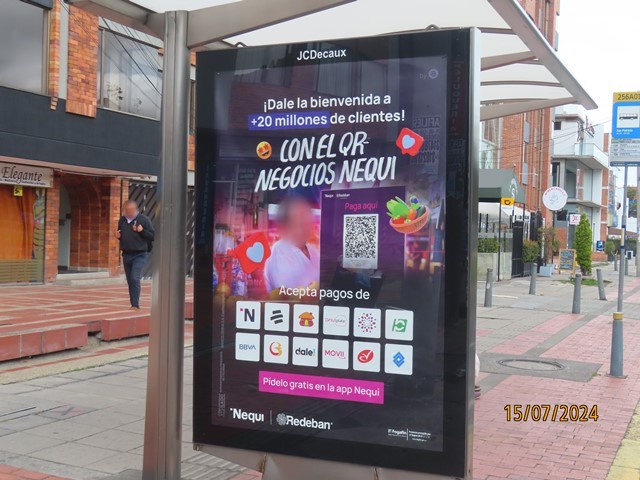 JCDecaux
¡Dale la bienvenida a
+20 millones de clientes!
CON EL QR
NEGOCIOS NEQUI
Paga aquí
Acepta pagos de
N
BBVA
dale!
MOVII
Pídelo gratis en la app Nequi
Nequi
Redeban
Elegante
256A01
15/07/2024